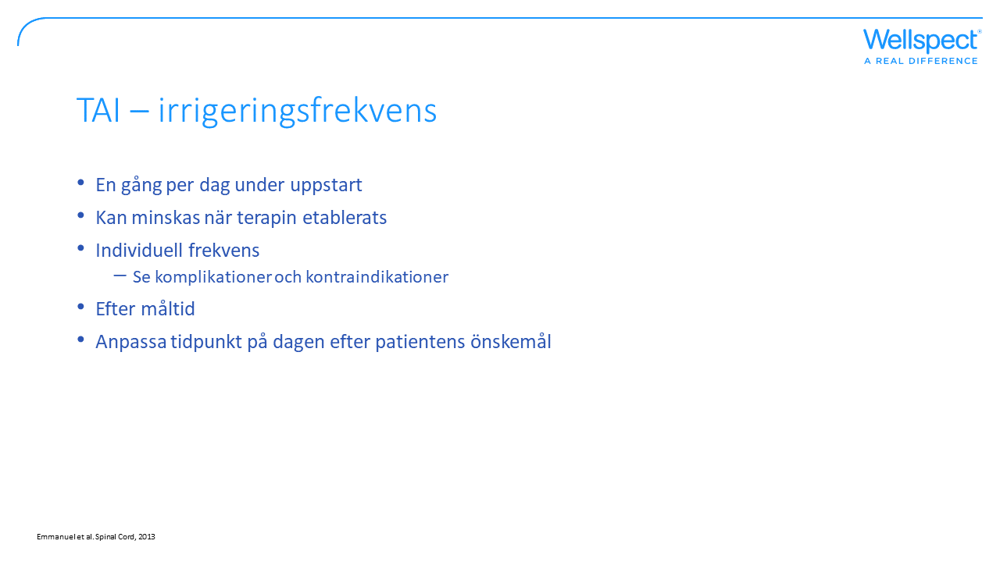 Wellspect®
A REAL DIFFERENCE
TAI – irrigeringsfrekvens
• En gång per dag under uppstart
• Kan minskas när terapin etablerats
• Individuell frekvens
– Se komplikationer och kontraindikationer
• Efter måltid
• Anpassa tidpunkt på dagen efter patientens önskemål
Emmanuel et al. Spinal Cord, 2013